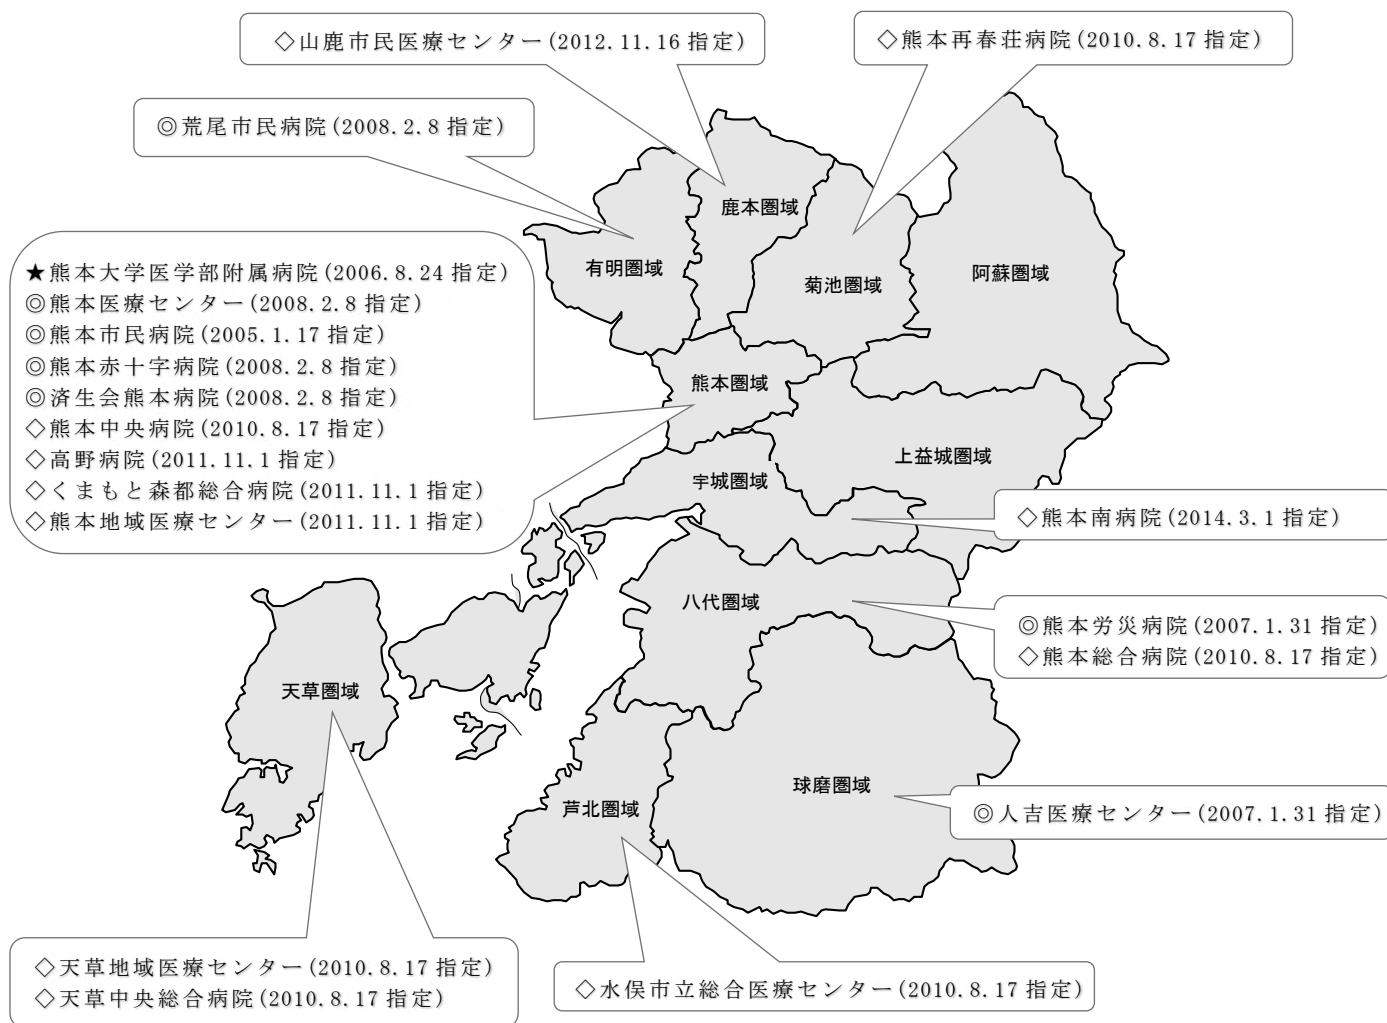 ◇山鹿市民医療センター(2012.11.16 指定)
◇熊本再春荘病院(2010.8.17 指定)
◎荒尾市民病院(2008.2.8 指定)
鹿本圏域
有明圏域
菊池圏域
阿蘇圏域
★熊本大学医学部附属病院(2006.8.24 指定)
◎熊本医療センター(2008.2.8 指定)
◎熊本市民病院(2005.1.17 指定)
◎熊本赤十字病院(2008.2.8 指定)
◎済生会熊本病院(2008.2.8 指定)
◇熊本中央病院(2010.8.17 指定)
◇高野病院(2011.11.1 指定)
◇くまもと森都総合病院(2011.11.1 指定)
◇熊本地域医療センター(2011.11.1 指定)
熊本圏域
上益城圏域
宇城圏域
◇熊本南病院(2014.3.1 指定)
八代圏域
◎熊本労災病院(2007.1.31 指定)
◇熊本総合病院(2010.8.17 指定)
天草圏域
球磨圏域
芦北圏域
◎人吉医療センター(2007.1.31 指定)
◇天草地域医療センター(2010.8.17 指定)
◇天草中央総合病院(2010.8.17 指定)
◇水俣市立総合医療センター(2010.8.17 指定)